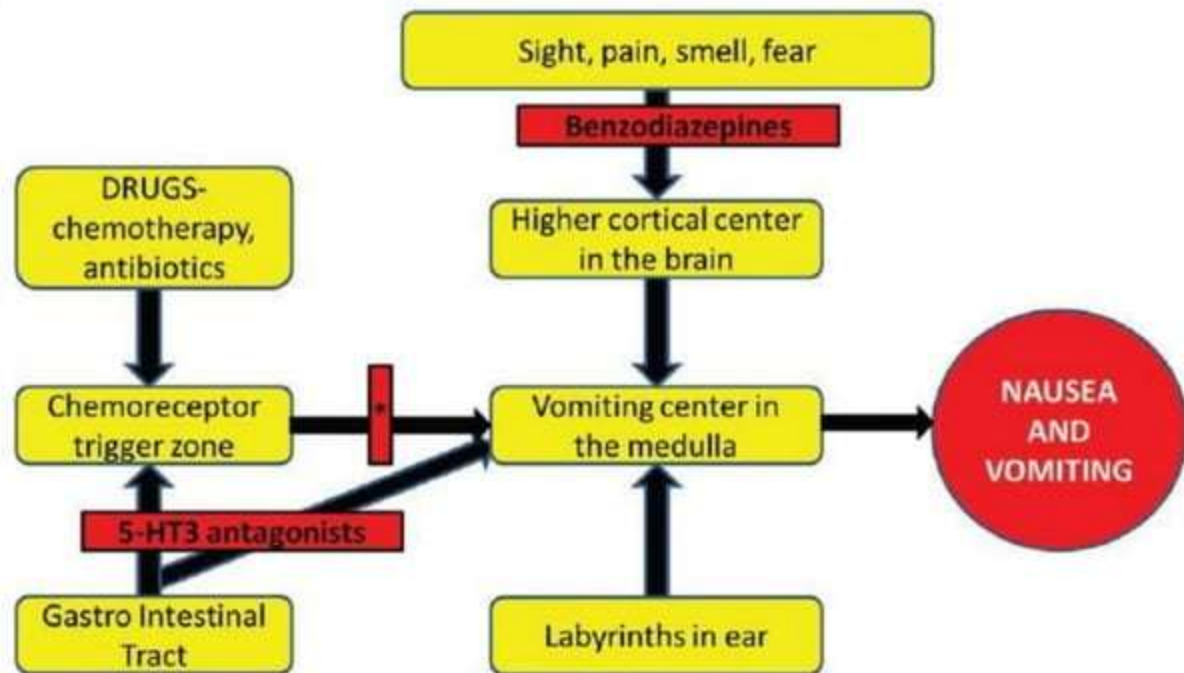 Sight, pain, smell, fear
Benzodiazepines
DRUGS-
chemotherapy,
antibiotics
Higher cortical center
in the brain
Chemoreceptor
trigger zone
*
Vomiting center in
the medulla
NAUSEA
AND
VOMITING
5-HT3 antagonists
Gastro Intestinal
Tract
Labyrinths in ear